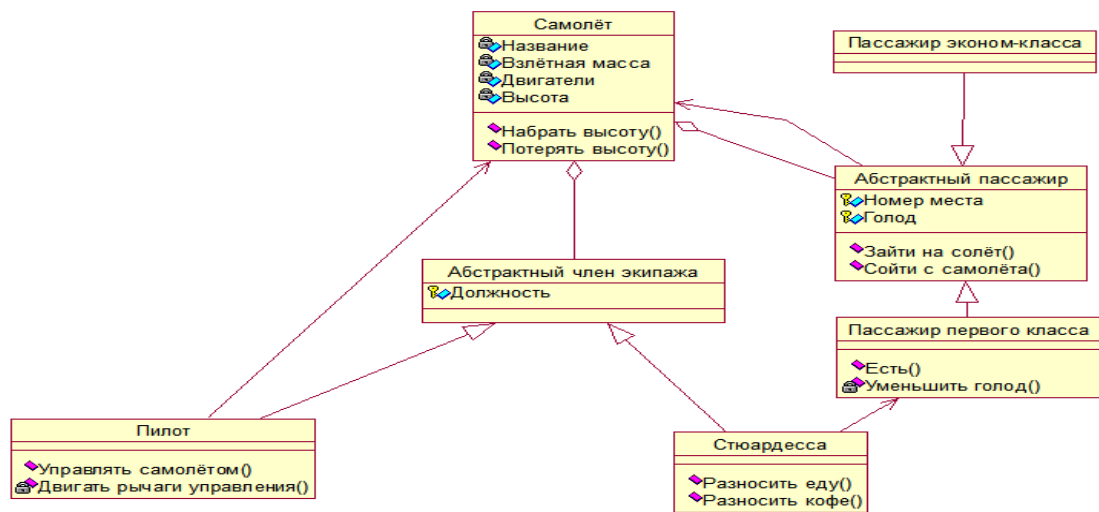 Самолёт
Название
Взлётная масса
Двигатели
Высота
Набрать высоту()
Потерять высоту()
Пассажир эконом-класса
Абстрактный пассажир
Номер места
Голод
Зайти на солёт()
Сойти с самолёта()
Абстрактный член экипажа
Должность
Пассажир первого класса
Есть()
Уменьшить голод()
Пилот
Управлять самолётом()
Двигать рычаги управления()
Стюардесса
Разносить еду()
Разносить кофе()